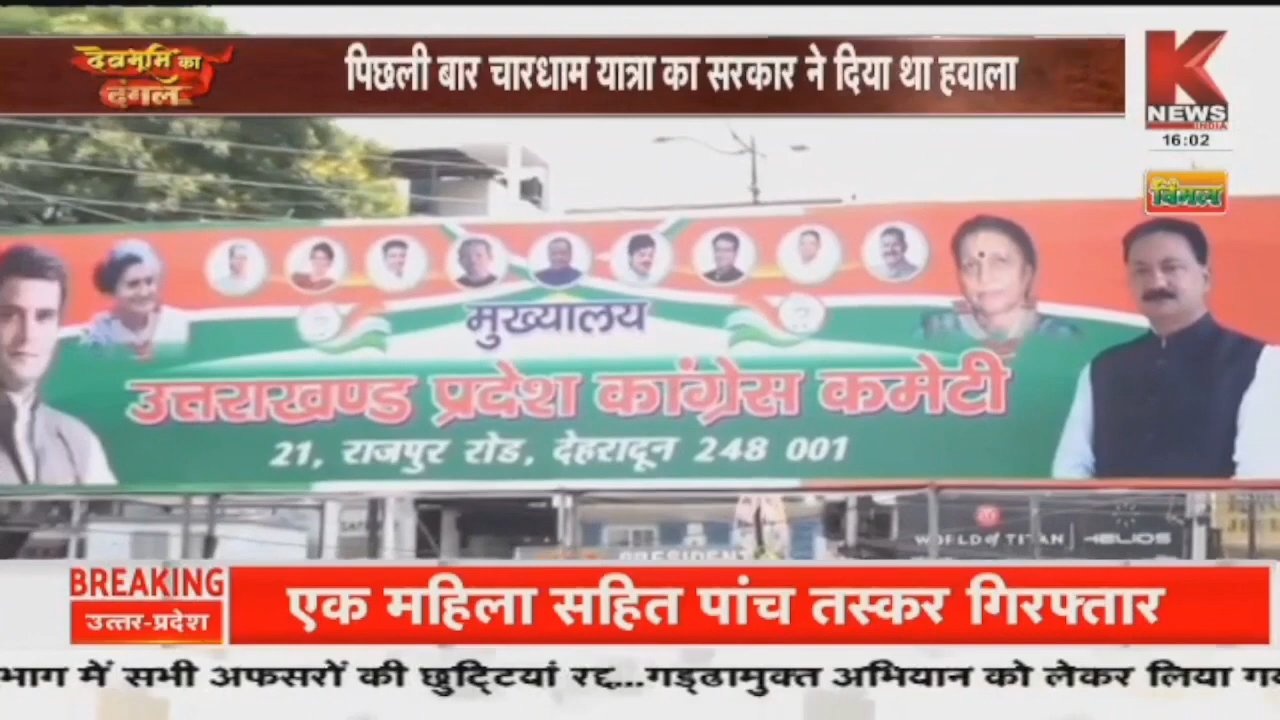 देवभूमि का
दंगल
पिछली बार चारधाम यात्रा का सरकार ने दिया था हवाला
K
NEWS
INDIA
16:02
विमल
मुख्यालय
उत्तराखण्ड प्रदेश कांग्रेस कमेटी
21, राजपुर रोड, देहरादून 248 001
PRESIDENT
WORLD of TITAN | HELIOS
BREAKING
उत्तर-प्रदेश
एक महिला सहित पांच तस्कर गिरफ्तार
भाग में सभी अफसरों की छुट्टियां रद्द...गड्ढामुक्त अभियान को लेकर लिया गय